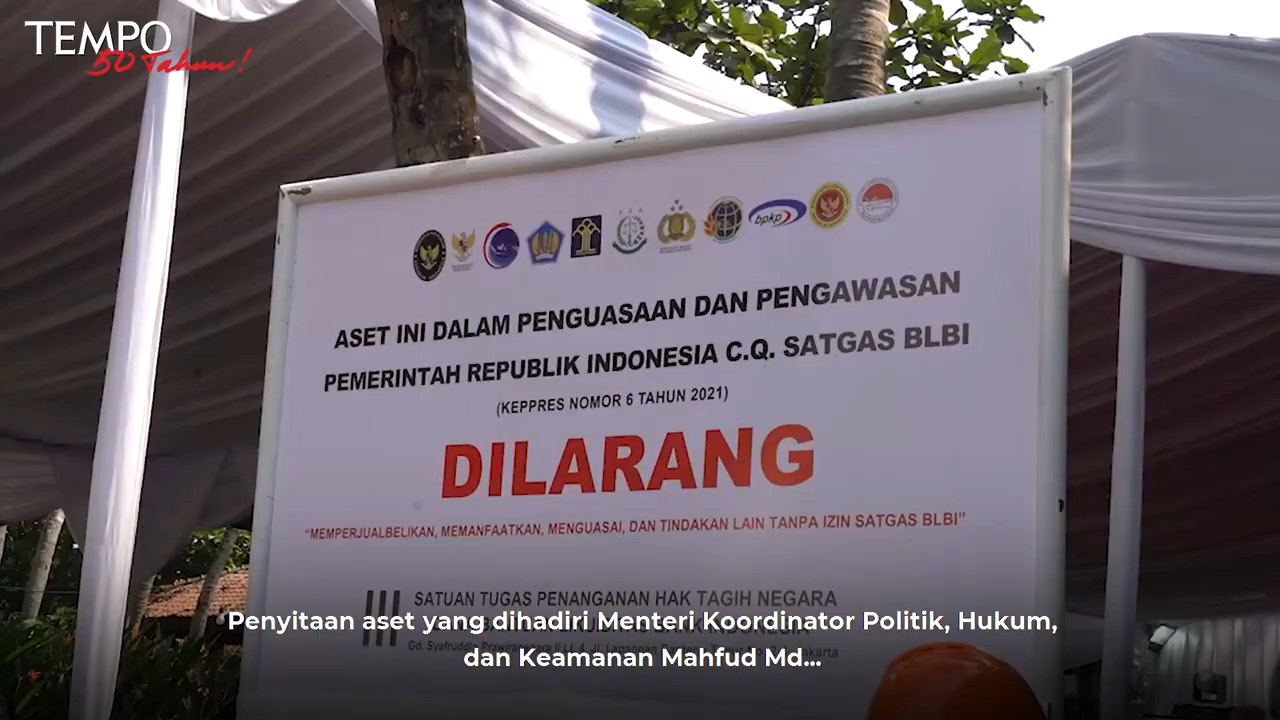 TEMPO
50 Tahun!
bpkp
ASET INI DALAM PENGUASAAN DAN PENGAWASAN
PEMERINTAH REPUBLIK INDONESIA C.Q. SATGAS BLBI
(KEPPRES NOMOR 6 TAHUN 2021)
DILARANG
"MEMPERJUALBELIKAN, MEMANFAATKAN, MENGUASAI, DAN TINDAKAN LAIN TANPA IZIN SATGAS BLBI"
SATUAN TUGAS PENANGANAN HAK TAGIH NEGARA
Penyitaan aset yang dihadiri Menteri Koordinator Politik, Hukum,
dan Keamanan Mahfud Md...